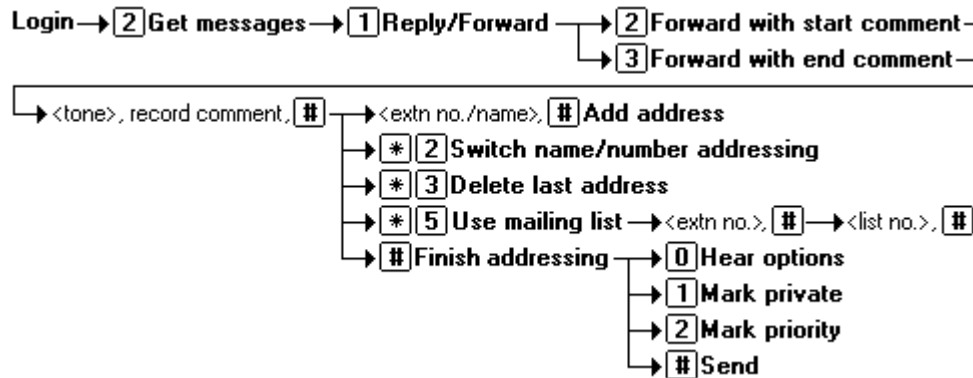 Login 2 Get messages 1 Reply/Forward 2 Forward with start comment
3 Forward with end comment
<tone>, record comment, # <extn no./name>, # Add address
* 2 Switch name/number addressing
* 3 Delete last address
* 5 Use mailing list <extn no.>, # <list no.>, #
# Finish addressing 0 Hear options
1 Mark private
2 Mark priority
# Send